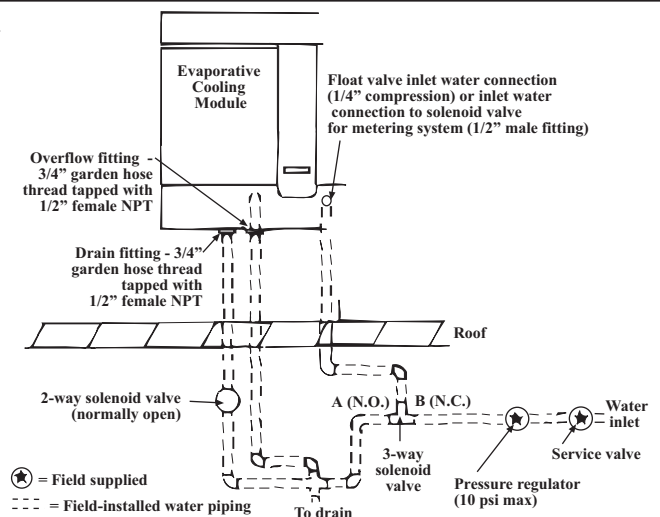 Evaporative
Cooling
Module
Float valve inlet water connection
(1/4” compression) or inlet water
connection to solenoid valve
for metering system (1/2” male fitting)
Overflow fitting -
3/4” garden hose
thread tapped with
1/2” female NPT
Drain fitting - 3/4”
garden hose thread
tapped with
1/2” female NPT
Roof
2-way solenoid valve
(normally open)
A (N.O.)
B (N.C.)
Water
inlet
3-way
solenoid
valve
Service valve
Pressure regulator
(10 psi max)
= Field supplied
= Field-installed water piping
To drain